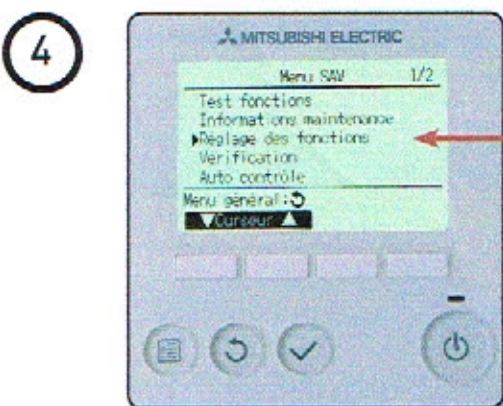 4
MITSUBISHI ELECTRIC
Menu SAV 1/2
Test fonctions
Informations maintenance
Réglage des fonctions
Vérification
Auto contrôle
Menu général:
Curseur